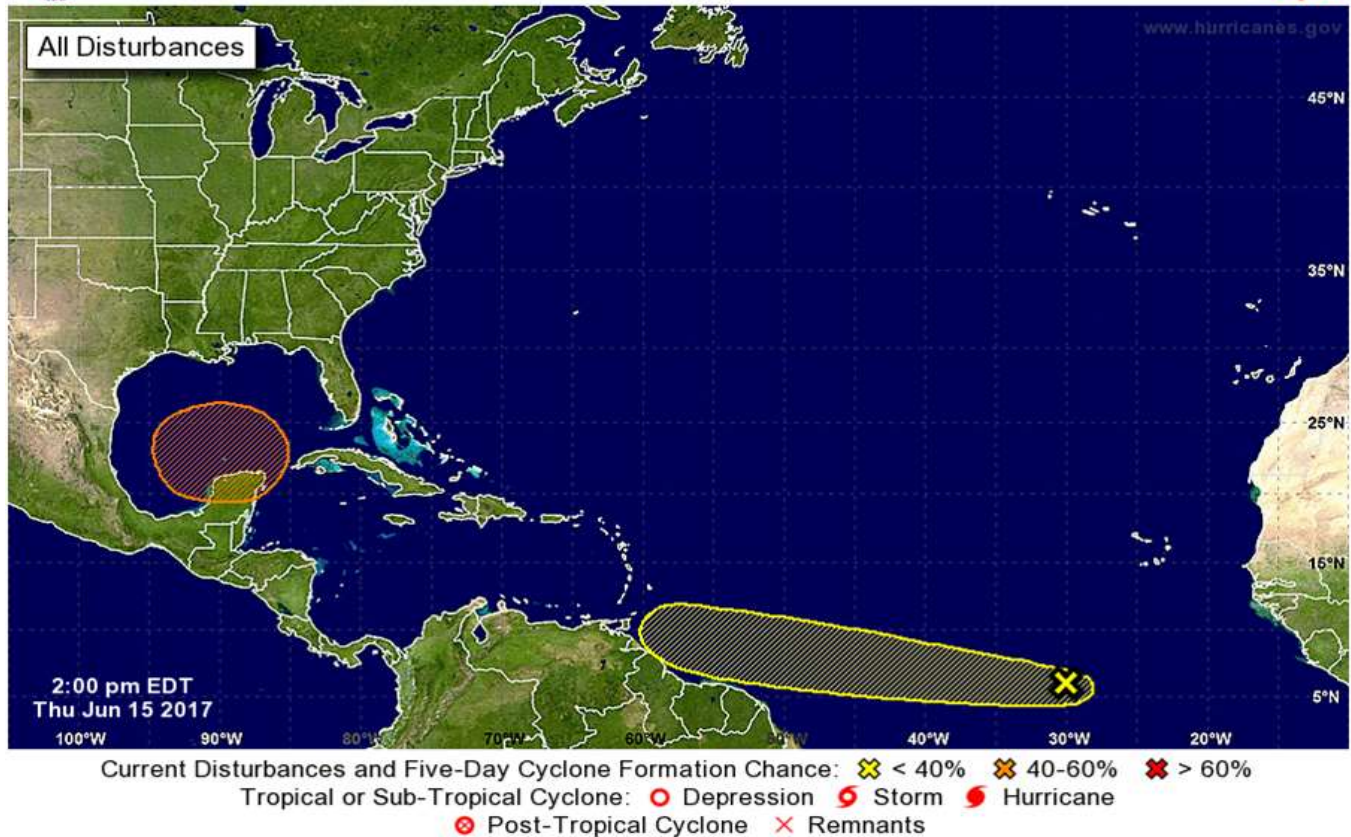 www.hurricanes.gov
All Disturbances
45°N
35°N
25°N
15°N
5°N
2:00 pm EDT
Thu Jun 15 2017
100°W 90°W 80°W 70°W 60°W 50°W 40°W 30°W 20°W
Current Disturbances and Five-Day Cyclone Formation Chance: < 40% 40-60% > 60%
Tropical or Sub-Tropical Cyclone: Depression Storm Hurricane
Post-Tropical Cyclone Remnants